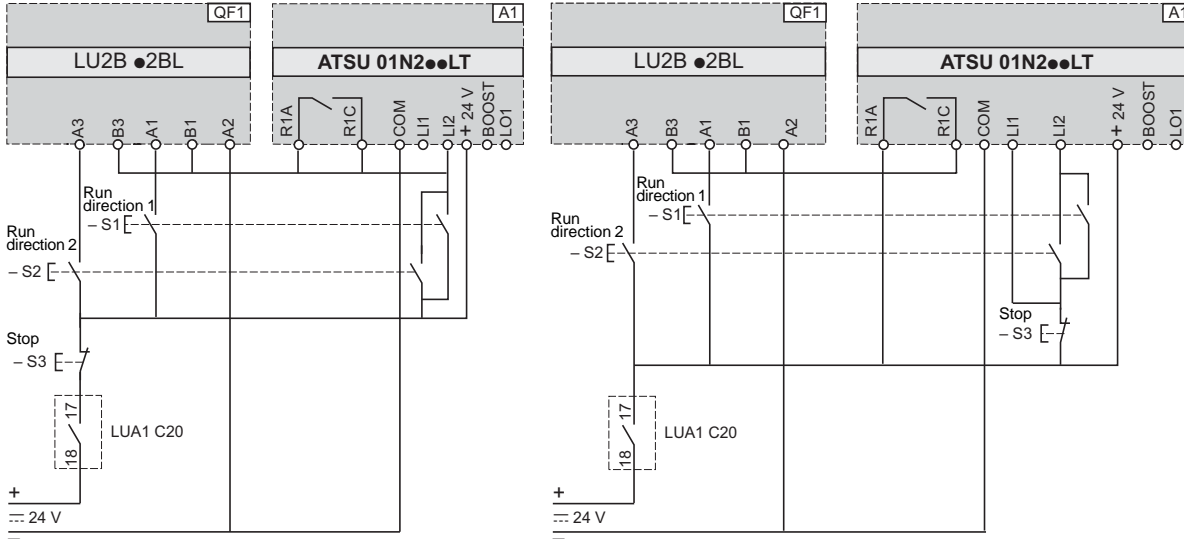 QF1
A1
LU2B ●2BL
ATSU 01N2●●LT
A3
B3
A1
B1
A2
R1A
R1C
COM
LI1
LI2
+ 24 V
BOOST
LO1
Run
direction 1
– S1
Run
direction 2
– S2
Stop
– S3
17
18
LUA1 C20
+
24 V
–
QF1
A1
LU2B ●2BL
ATSU 01N2●●LT
A3
B3
A1
B1
A2
R1A
R1C
COM
LI1
LI2
+ 24 V
BOOST
LO1
Run
direction 1
– S1
Run
direction 2
– S2
Stop
– S3
17
18
LUA1 C20
+
24 V
–